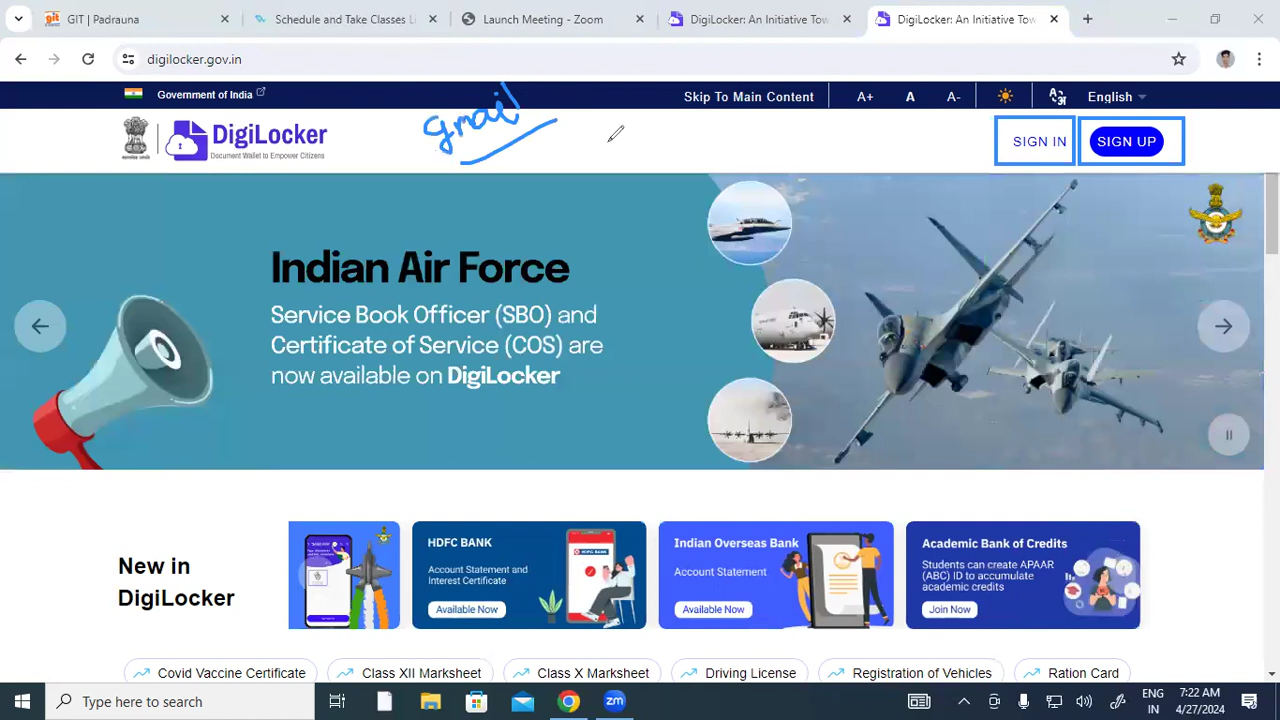 GIT | Padrauna
Schedule and Take Classes Li
Launch Meeting - Zoom
DigiLocker: An Initiative Tow
DigiLocker: An Initiative Tow
digilocker.gov.in
Government of India
Skip To Main Content
A+
A
A-
English
gmail
DigiLocker
Document Wallet to Empower Citizens
SIGN IN
SIGN UP
Indian Air Force
Service Book Officer (SBO) and
Certificate of Service (COS) are
now available on DigiLocker
New in
DigiLocker
HDFC BANK
Account Statement and
Interest Certificate
Available Now
Indian Overseas Bank
Account Statement
Available Now
Academic Bank of Credits
Students can create APAAR
(ABC) ID to accumulate
academic credits
Join Now
Covid Vaccine Certificate
Class XII Marksheet
Class X Marksheet
Driving License
Registration of Vehicles
Ration Card
Type here to search
zm
ENG
IN
7:22 AM
4/27/2024